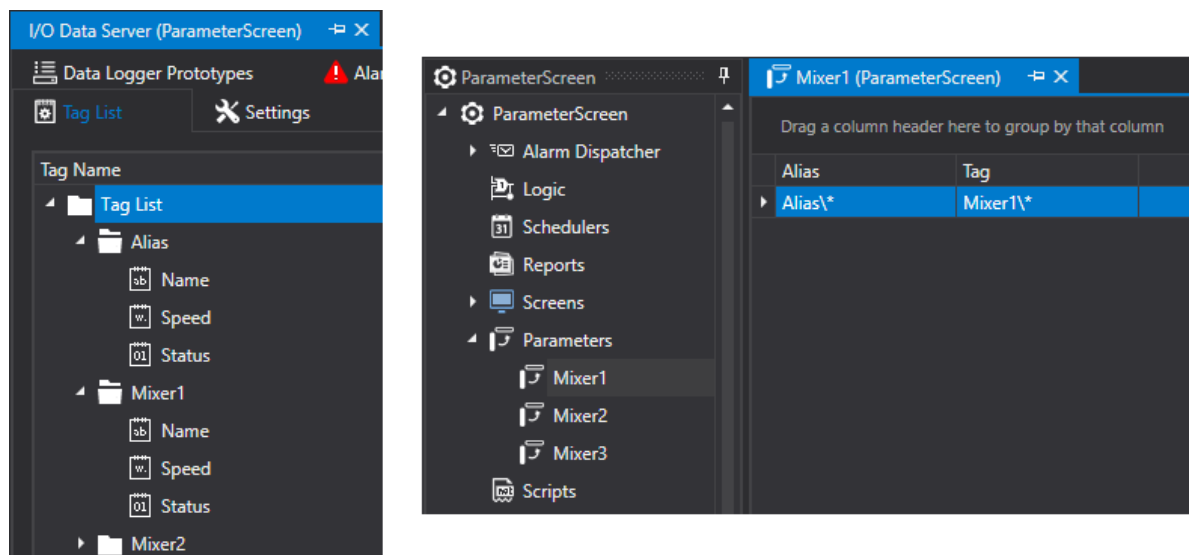 I/O Data Server (ParameterScreen)
Data Logger Prototypes
Tag List
Settings
Tag Name
Tag List
Alias
Name
Speed
Status
Mixer1
Name
Speed
Status
Mixer2
ParameterScreen
ParameterScreen
Alarm Dispatcher
Logic
Schedulers
Reports
Screens
Parameters
Mixer1
Mixer2
Mixer3
Scripts
Mixer1 (ParameterScreen)
Drag a column header here to group by that column
Alias Tag
Alias\* Mixer1\*